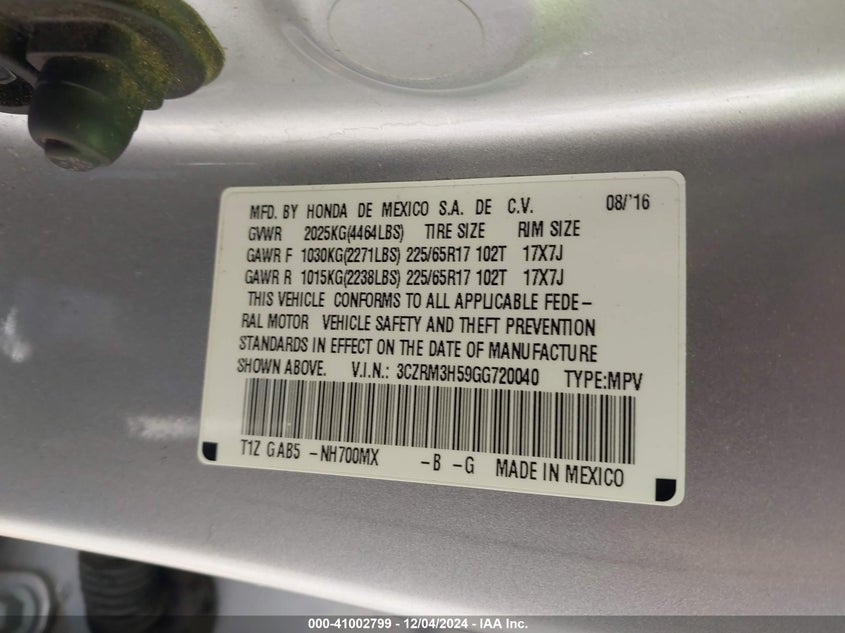 MFD. BY HONDA DE MEXICO S.A. DE C.V. 08/'16
GVWR 2025KG(4464LBS) TIRE SIZE RIM SIZE
GAWR F 1030KG(2271LBS) 225/65R17 102T 17X7J
GAWR R 1015KG(2238LBS) 225/65R17 102T 17X7J
THIS VEHICLE CONFORMS TO ALL APPLICABLE FEDE-
RAL MOTOR VEHICLE SAFETY AND THEFT PREVENTION
STANDARDS IN EFFECT ON THE DATE OF MANUFACTURE
SHOWN ABOVE. V.I.N.: 3CZRM3H59GG720040 TYPE:MPV
T1Z GAB5 -NH700MX -B -G MADE IN MEXICO
000-41002799 - 12/04/2024 - IAA Inc.